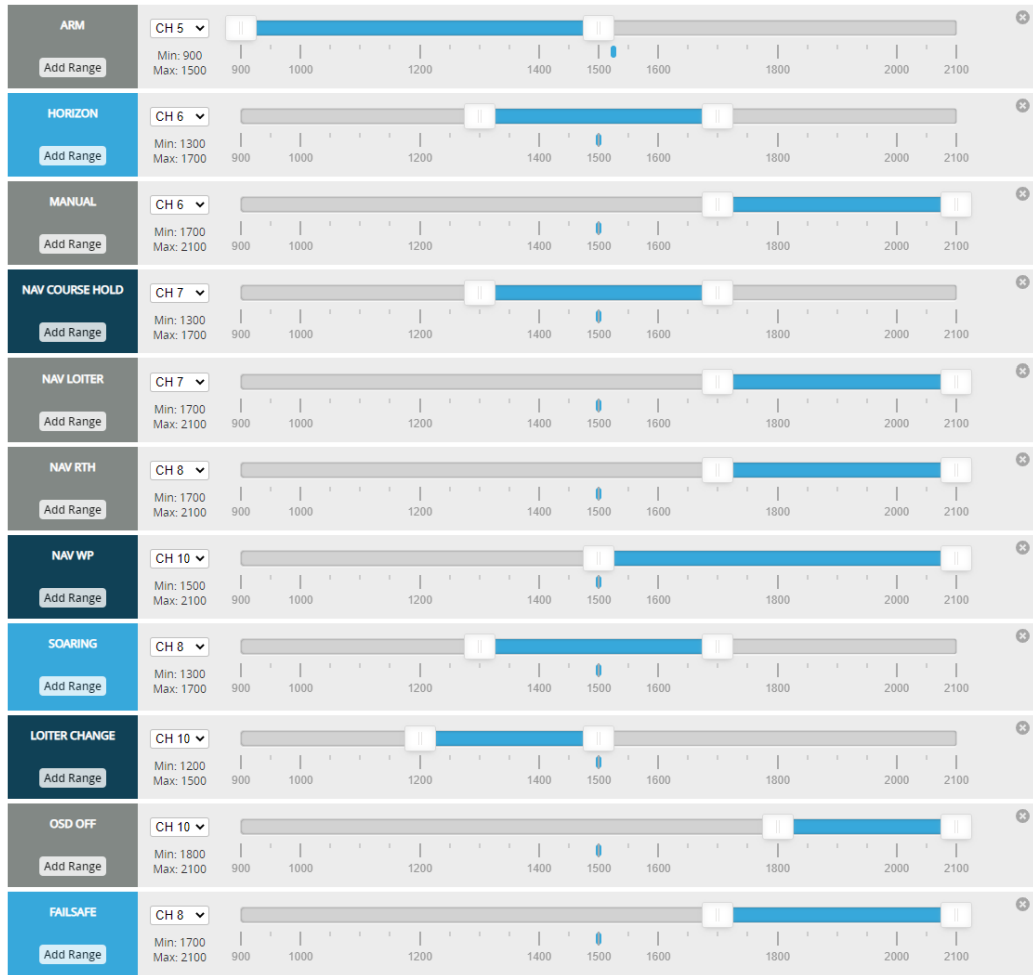 ARM
CH 5
Add Range
Min: 900
Max: 1500
900 1000 1200 1400 1500 1600 1800 2000 2100
HORIZON
CH 6
Add Range
Min: 1300
Max: 1700
900 1000 1200 1400 1500 1600 1800 2000 2100
MANUAL
CH 6
Add Range
Min: 1700
Max: 2100
900 1000 1200 1400 1500 1600 1800 2000 2100
NAV COURSE HOLD
CH 7
Add Range
Min: 1300
Max: 1700
900 1000 1200 1400 1500 1600 1800 2000 2100
NAV LOITER
CH 7
Add Range
Min: 1700
Max: 2100
900 1000 1200 1400 1500 1600 1800 2000 2100
NAV RTH
CH 8
Add Range
Min: 1700
Max: 2100
900 1000 1200 1400 1500 1600 1800 2000 2100
NAV WP
CH 10
Add Range
Min: 1500
Max: 2100
900 1000 1200 1400 1500 1600 1800 2000 2100
SOARING
CH 8
Add Range
Min: 1300
Max: 1700
900 1000 1200 1400 1500 1600 1800 2000 2100
LOITER CHANGE
CH 10
Add Range
Min: 1200
Max: 1500
900 1000 1200 1400 1500 1600 1800 2000 2100
OSD OFF
CH 10
Add Range
Min: 1800
Max: 2100
900 1000 1200 1400 1500 1600 1800 2000 2100
FAILSAFE
CH 8
Add Range
Min: 1700
Max: 2100
900 1000 1200 1400 1500 1600 1800 2000 2100